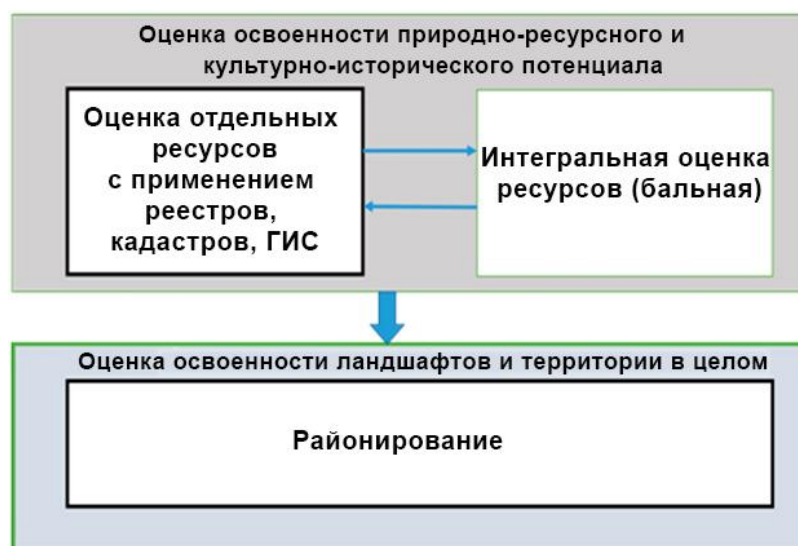 Оценка освоенности природно-ресурсного и
культурно-исторического потенциала
Оценка отдельных
ресурсов
с применением
реестров,
кадастров, ГИС
Интегральная оценка
ресурсов (бальная)
Оценка освоенности ландшафтов и территории в целом
Районирование